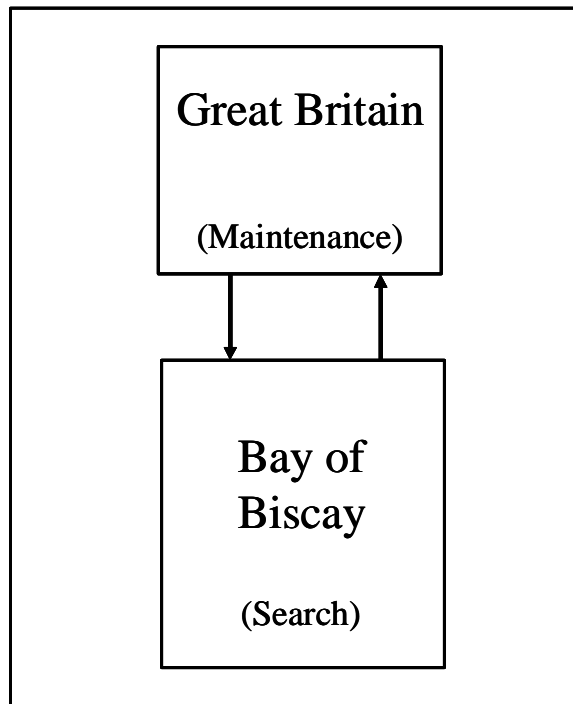 Great Britain
(Maintenance)
Bay of
Biscay
(Search)